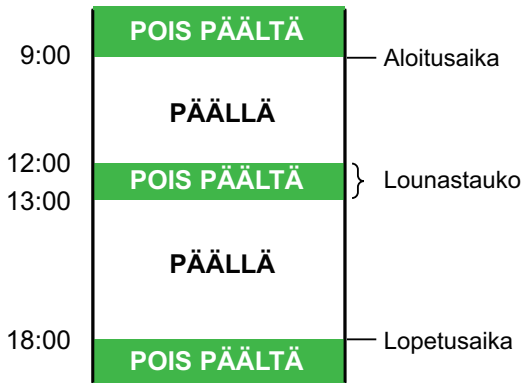 POIS PÄÄLTÄ
9:00
Aloitusaika
PÄÄLLÄ
12:00
POIS PÄÄLTÄ
Lounastauko
13:00
PÄÄLLÄ
18:00
Lopetusaika
POIS PÄÄLTÄ